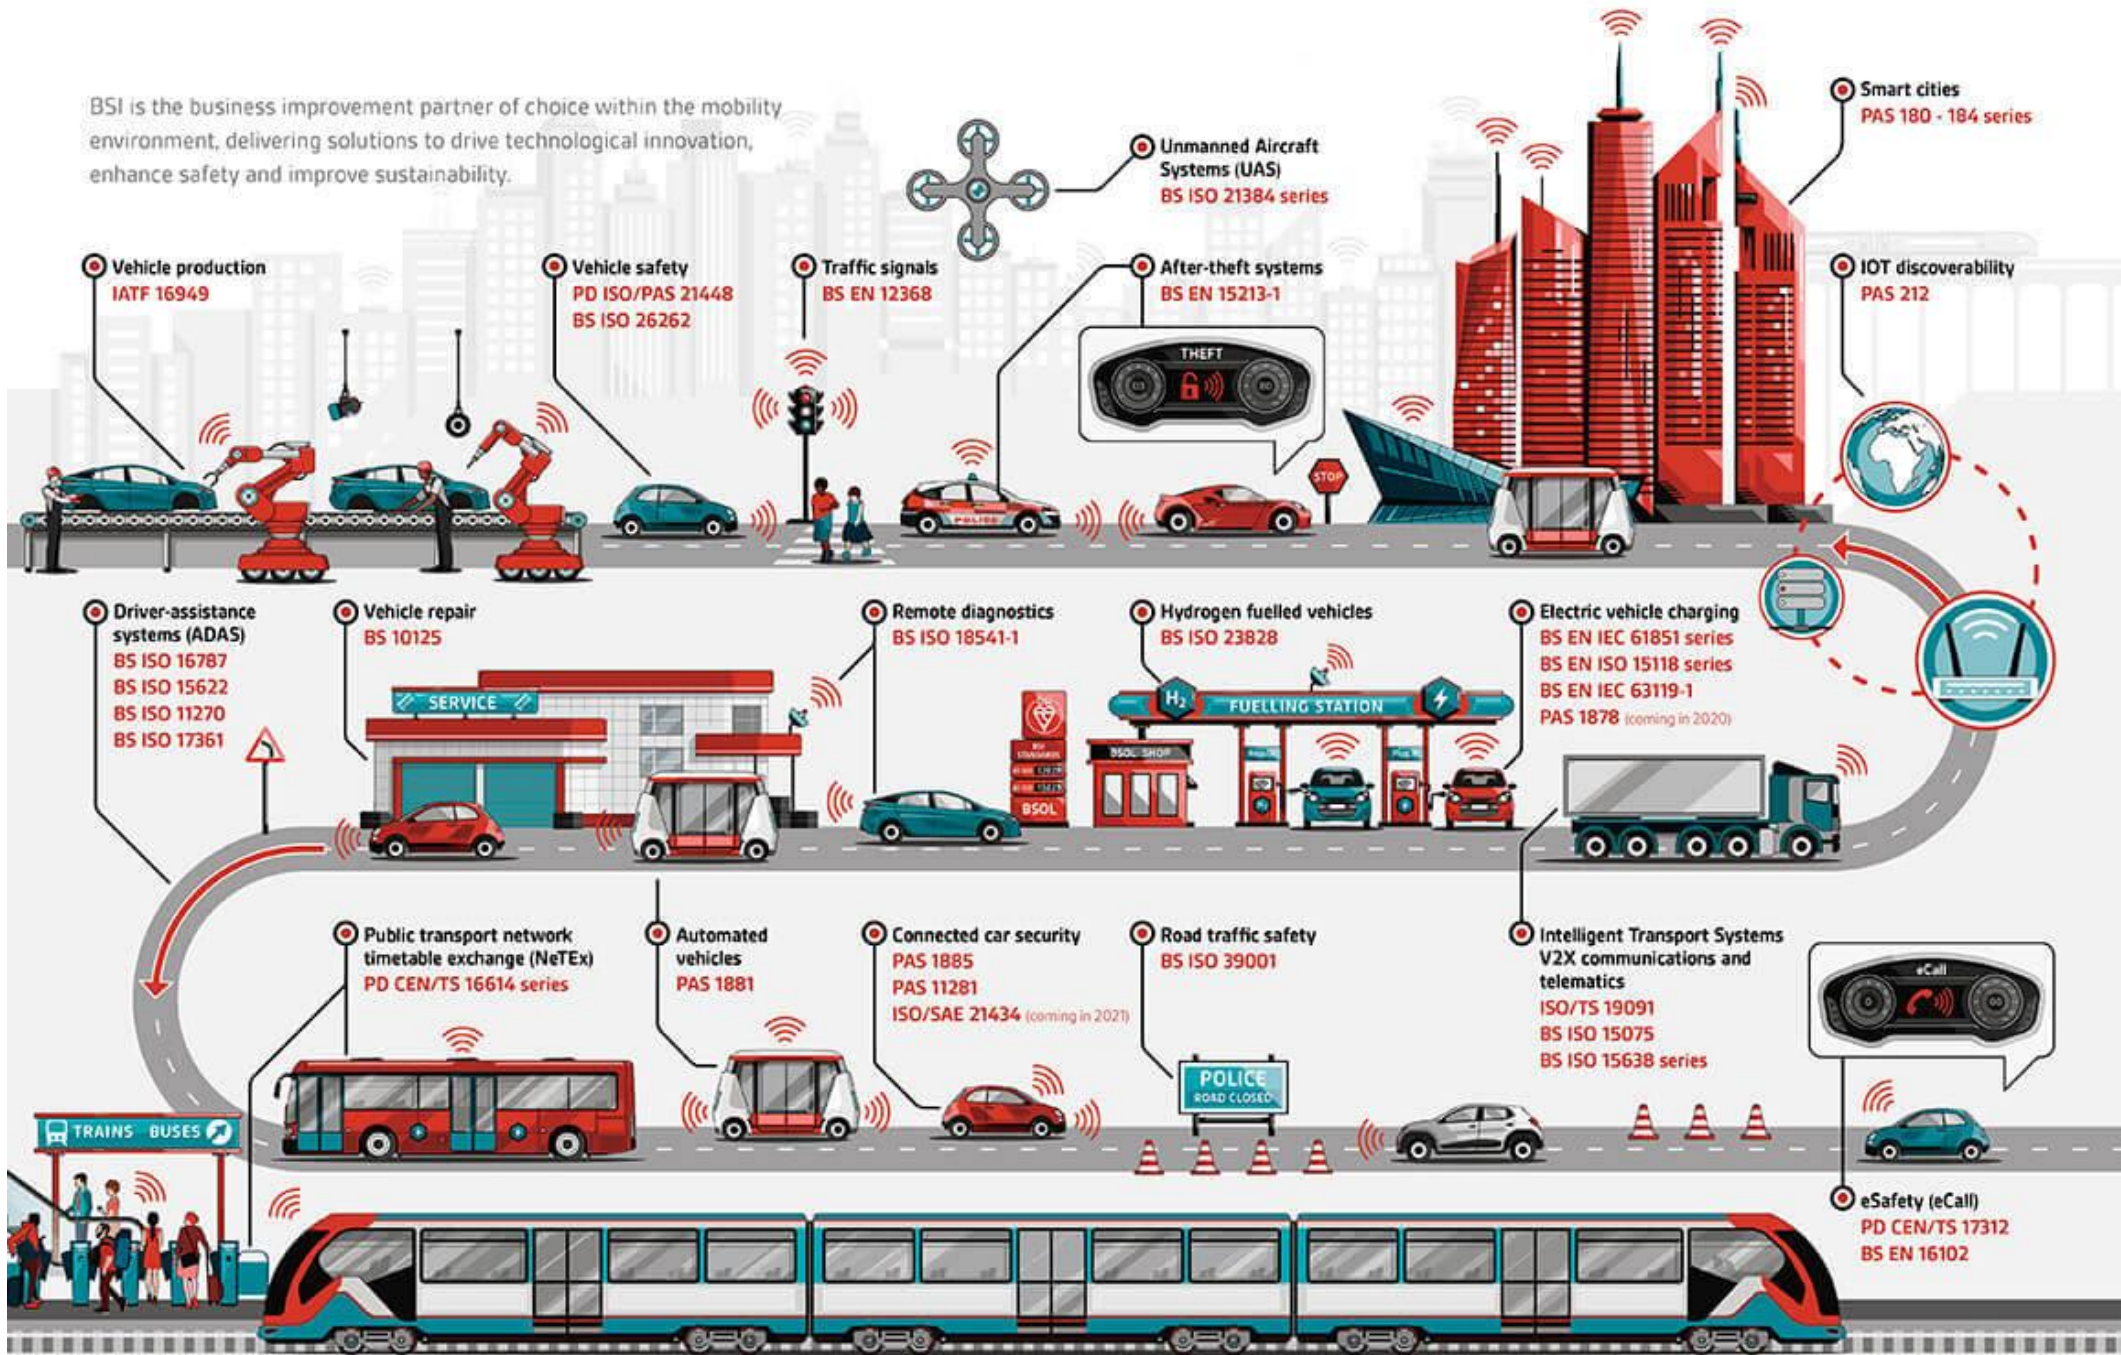 BSI is the business improvement partner of choice within the mobility
environment, delivering solutions to drive technological innovation,
enhance safety and improve sustainability.
Smart cities
PAS 180 - 184 series
Unmanned Aircraft
Systems (UAS)
BS ISO 21384 series
Vehicle production
IATF 16949
Vehicle safety
PD ISO/PAS 21448
BS ISO 26262
Traffic signals
BS EN 12368
After-theft systems
BS EN 15213-1
IOT discoverability
PAS 212
THEFT
STOP
POLICE
Driver-assistance
systems (ADAS)
BS ISO 16787
BS ISO 15622
BS ISO 11270
BS ISO 17361
Vehicle repair
BS 10125
Remote diagnostics
BS ISO 18541-1
Hydrogen fuelled vehicles
BS ISO 23828
Electric vehicle charging
BS EN IEC 61851 series
BS EN ISO 15118 series
BS EN IEC 63119-1
PAS 1878 (coming in 2020)
SERVICE
H2
FUELLING STATION
BSOL SHOP
BSI
STANDARDS
BSOL
Public transport network
timetable exchange (NeTEx)
PD CEN/TS 16614 series
Automated
vehicles
PAS 1881
Connected car security
PAS 1885
PAS 11281
ISO/SAE 21434 (coming in 2021)
Road traffic safety
BS ISO 39001
Intelligent Transport Systems
V2X communications and
telematics
ISO/TS 19091
BS ISO 15075
BS ISO 15638 series
eCall
POLICE
ROAD CLOSED
TRAINS BUSES
eSafety (eCall)
PD CEN/TS 17312
BS EN 16102